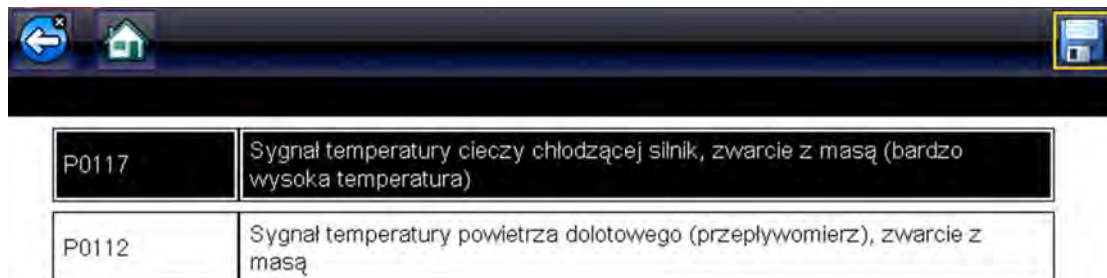 P0117
Sygnał temperatury cieczy chłodzącej silnik, zwarcie z masą (bardzo
wysoka temperatura)
P0112
Sygnał temperatury powietrza dolotowego (przepływomierz), zwarcie z
masą